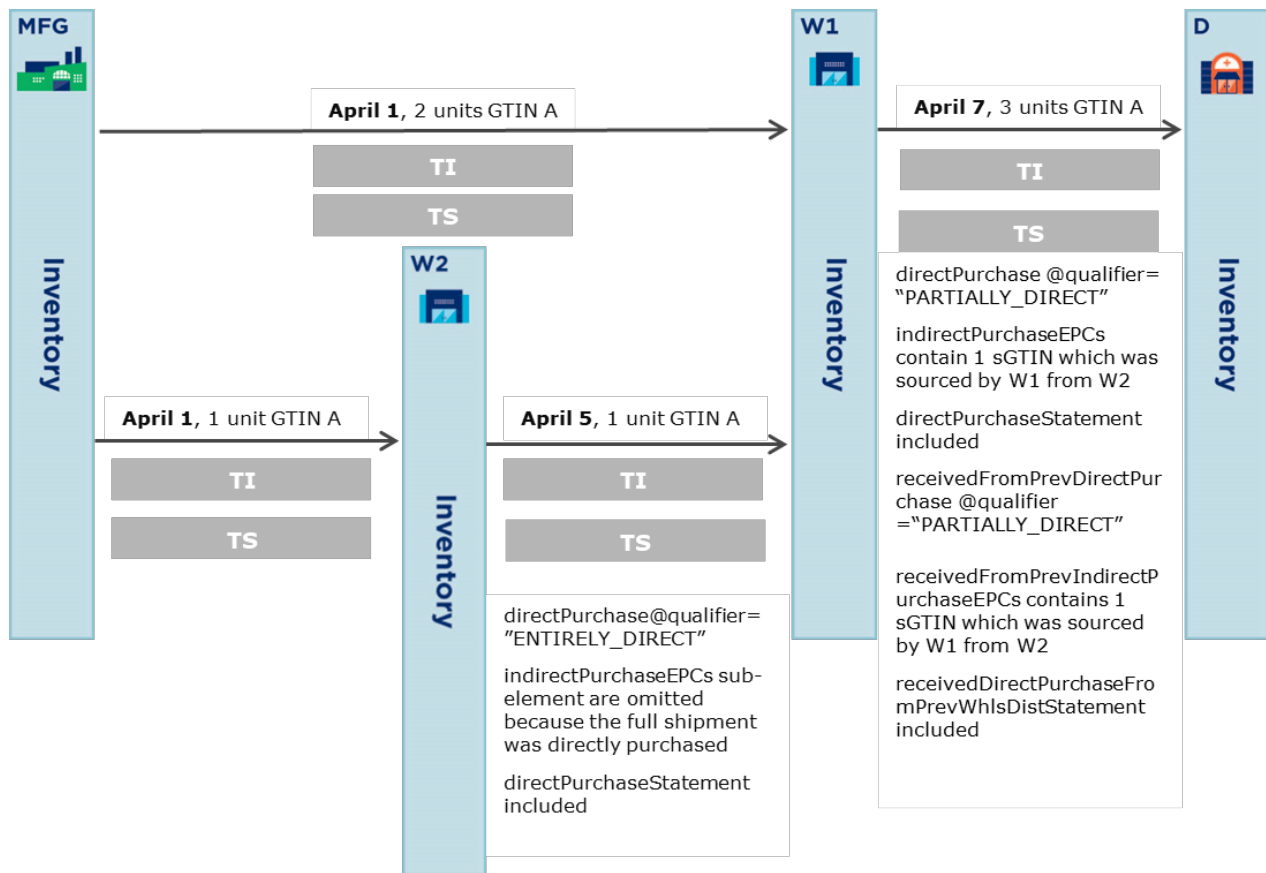 MFG
Inventory
April 1, 2 units GTIN A
TI
TS
W1
Inventory
April 7, 3 units GTIN A
TI
TS
directPurchase @qualifier=
“PARTIALLY_DIRECT”
indirectPurchaseEPCs
contain 1 sGTIN which was
sourced by W1 from W2
directPurchaseStatement
included
receivedFromPrevDirectPur
chase @qualifier
=“PARTIALLY_DIRECT”
receivedFromPrevIndirectP
urchaseEPCs contains 1
sGTIN which was sourced
by W1 from W2
receivedDirectPurchaseFro
mPrevWhlsDistStatement
included
D
Inventory
April 1, 1 unit GTIN A
TI
TS
W2
Inventory
April 5, 1 unit GTIN A
TI
TS
directPurchase@qualifier=
”ENTIRELY_DIRECT”
indirectPurchaseEPCs sub-
element are omitted
because the full shipment
was directly purchased
directPurchaseStatement
included